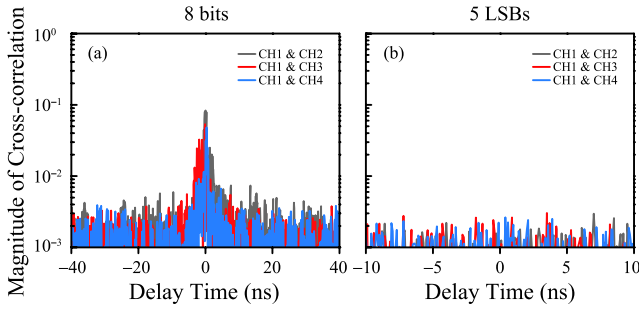 8 bits
5 LSBs
Magnitude of Cross-correlation
10⁰
10⁻¹
10⁻²
10⁻³
(a)
CH1 & CH2
CH1 & CH3
CH1 & CH4
(b)
CH1 & CH2
CH1 & CH3
CH1 & CH4
−40 −20 0 20 40
−10 −5 0 5 10
Delay Time (ns)
Delay Time (ns)